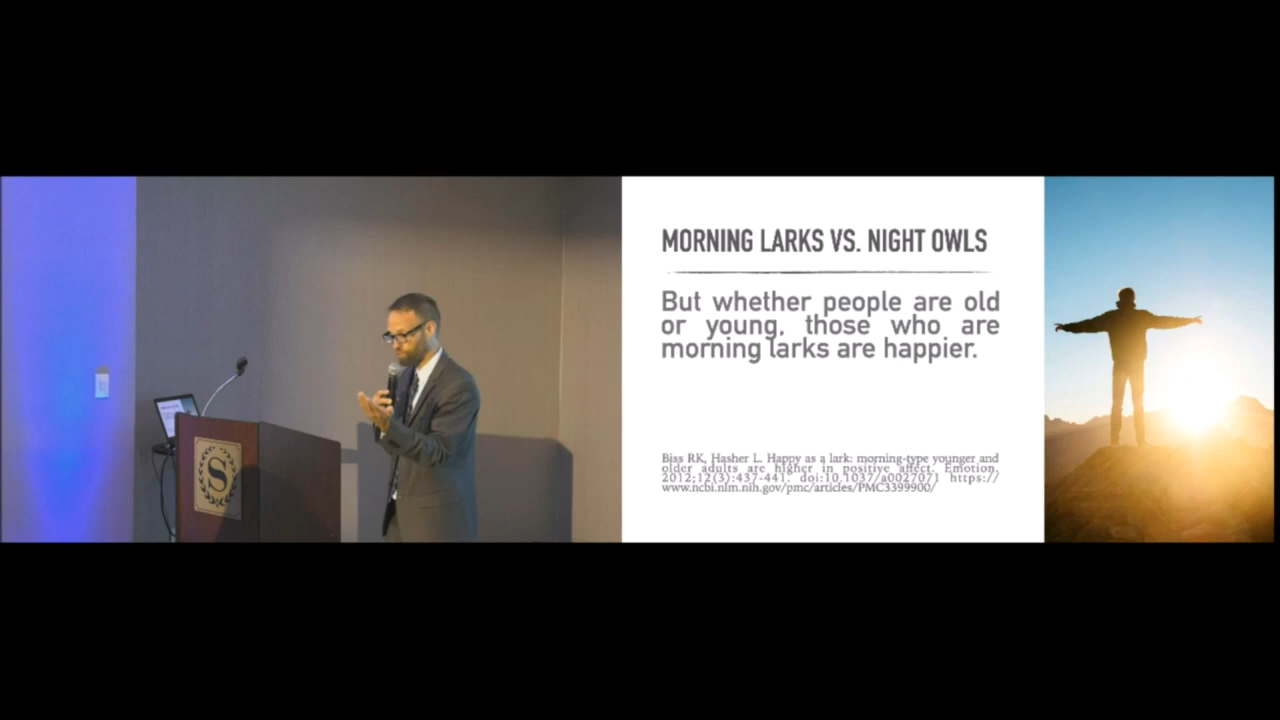 S
MORNING LARKS VS. NIGHT OWLS
But whether people are old
or young, those who are
morning larks are happier.
Biss RK, Hasher L. Happy as a lark: morning-type younger and
older adults are higher in positive affect. Emotion.
2012;12(3):437-441. doi:10.1037/a0027071 https://
www.ncbi.nlm.nih.gov/pmc/articles/PMC3399900/